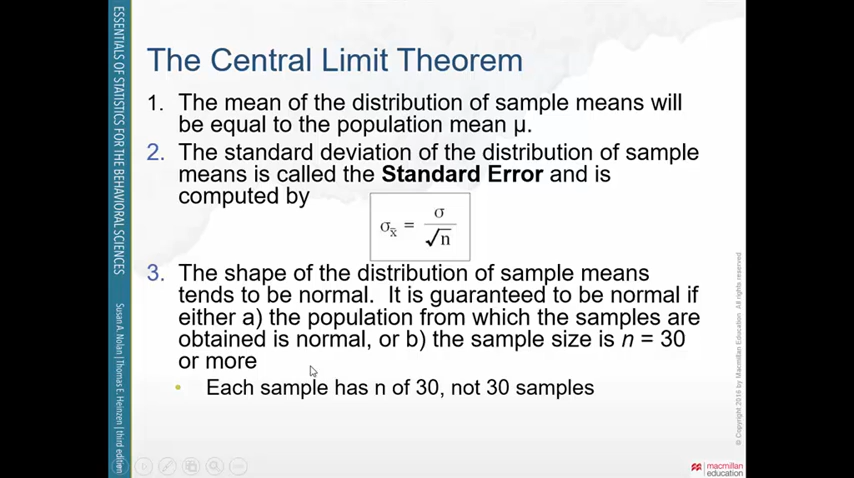 ESSENTIALS OF STATISTICS FOR THE BEHAVIORAL SCIENCES
Susan A. Nolan | Thomas E. Heinzen | third edition
The Central Limit Theorem
1. The mean of the distribution of sample means will
be equal to the population mean μ.
2. The standard deviation of the distribution of sample
means is called the Standard Error and is
computed by
σx̄ = σ/√n
3. The shape of the distribution of sample means
tends to be normal. It is guaranteed to be normal if
either a) the population from which the samples are
obtained is normal, or b) the sample size is n = 30
or more
• Each sample has n of 30, not 30 samples
© Copyright 2016 by Macmillan Education All rights reserved
macmillan
education